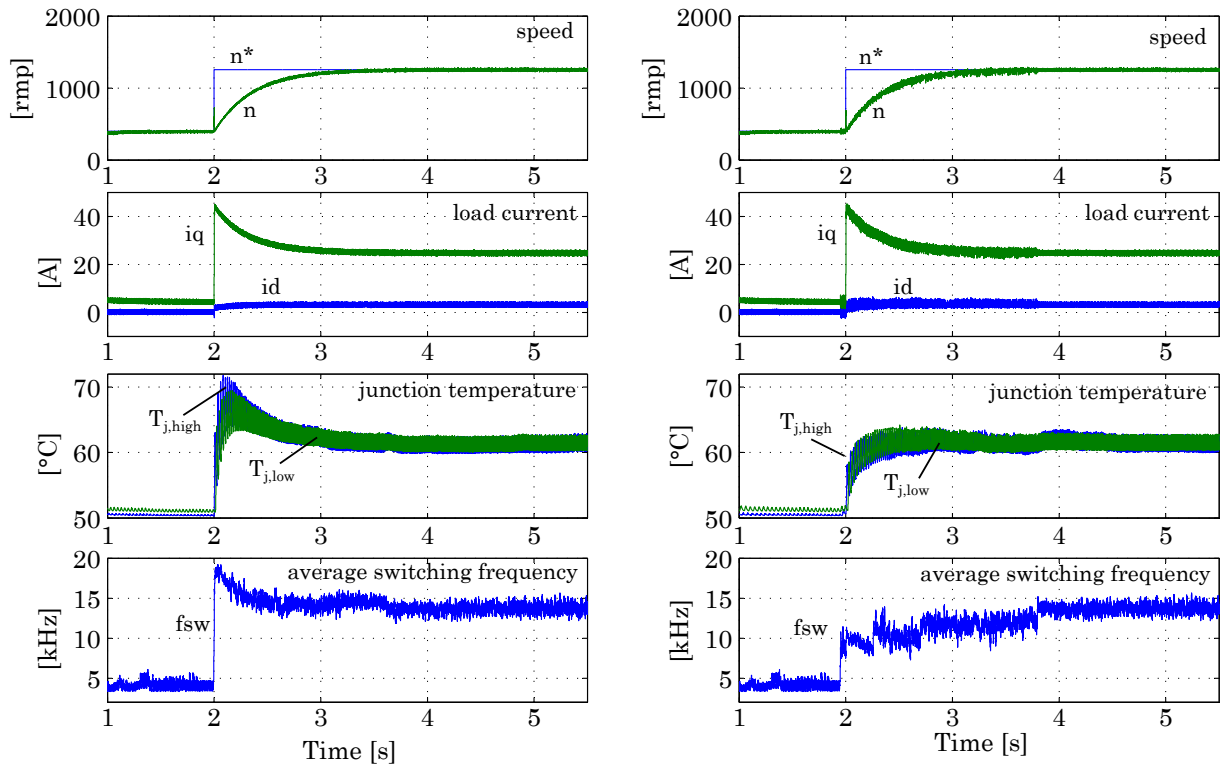 2000
1000
0
[rmp]
speed
n*
n
1 2 3 4 5
40
20
0
[A]
load current
iq
id
1 2 3 4 5
70
60
50
[°C]
junction temperature
Tj,high
Tj,low
1 2 3 4 5
20
15
10
5
[kHz]
average switching frequency
fsw
1 2 3 4 5
Time [s]
2000
1000
0
[rmp]
speed
n*
n
1 2 3 4 5
40
20
0
[A]
load current
iq
id
1 2 3 4 5
70
60
50
[°C]
junction temperature
Tj,high
Tj,low
1 2 3 4 5
20
15
10
5
[kHz]
average switching frequency
fsw
1 2 3 4 5
Time [s]